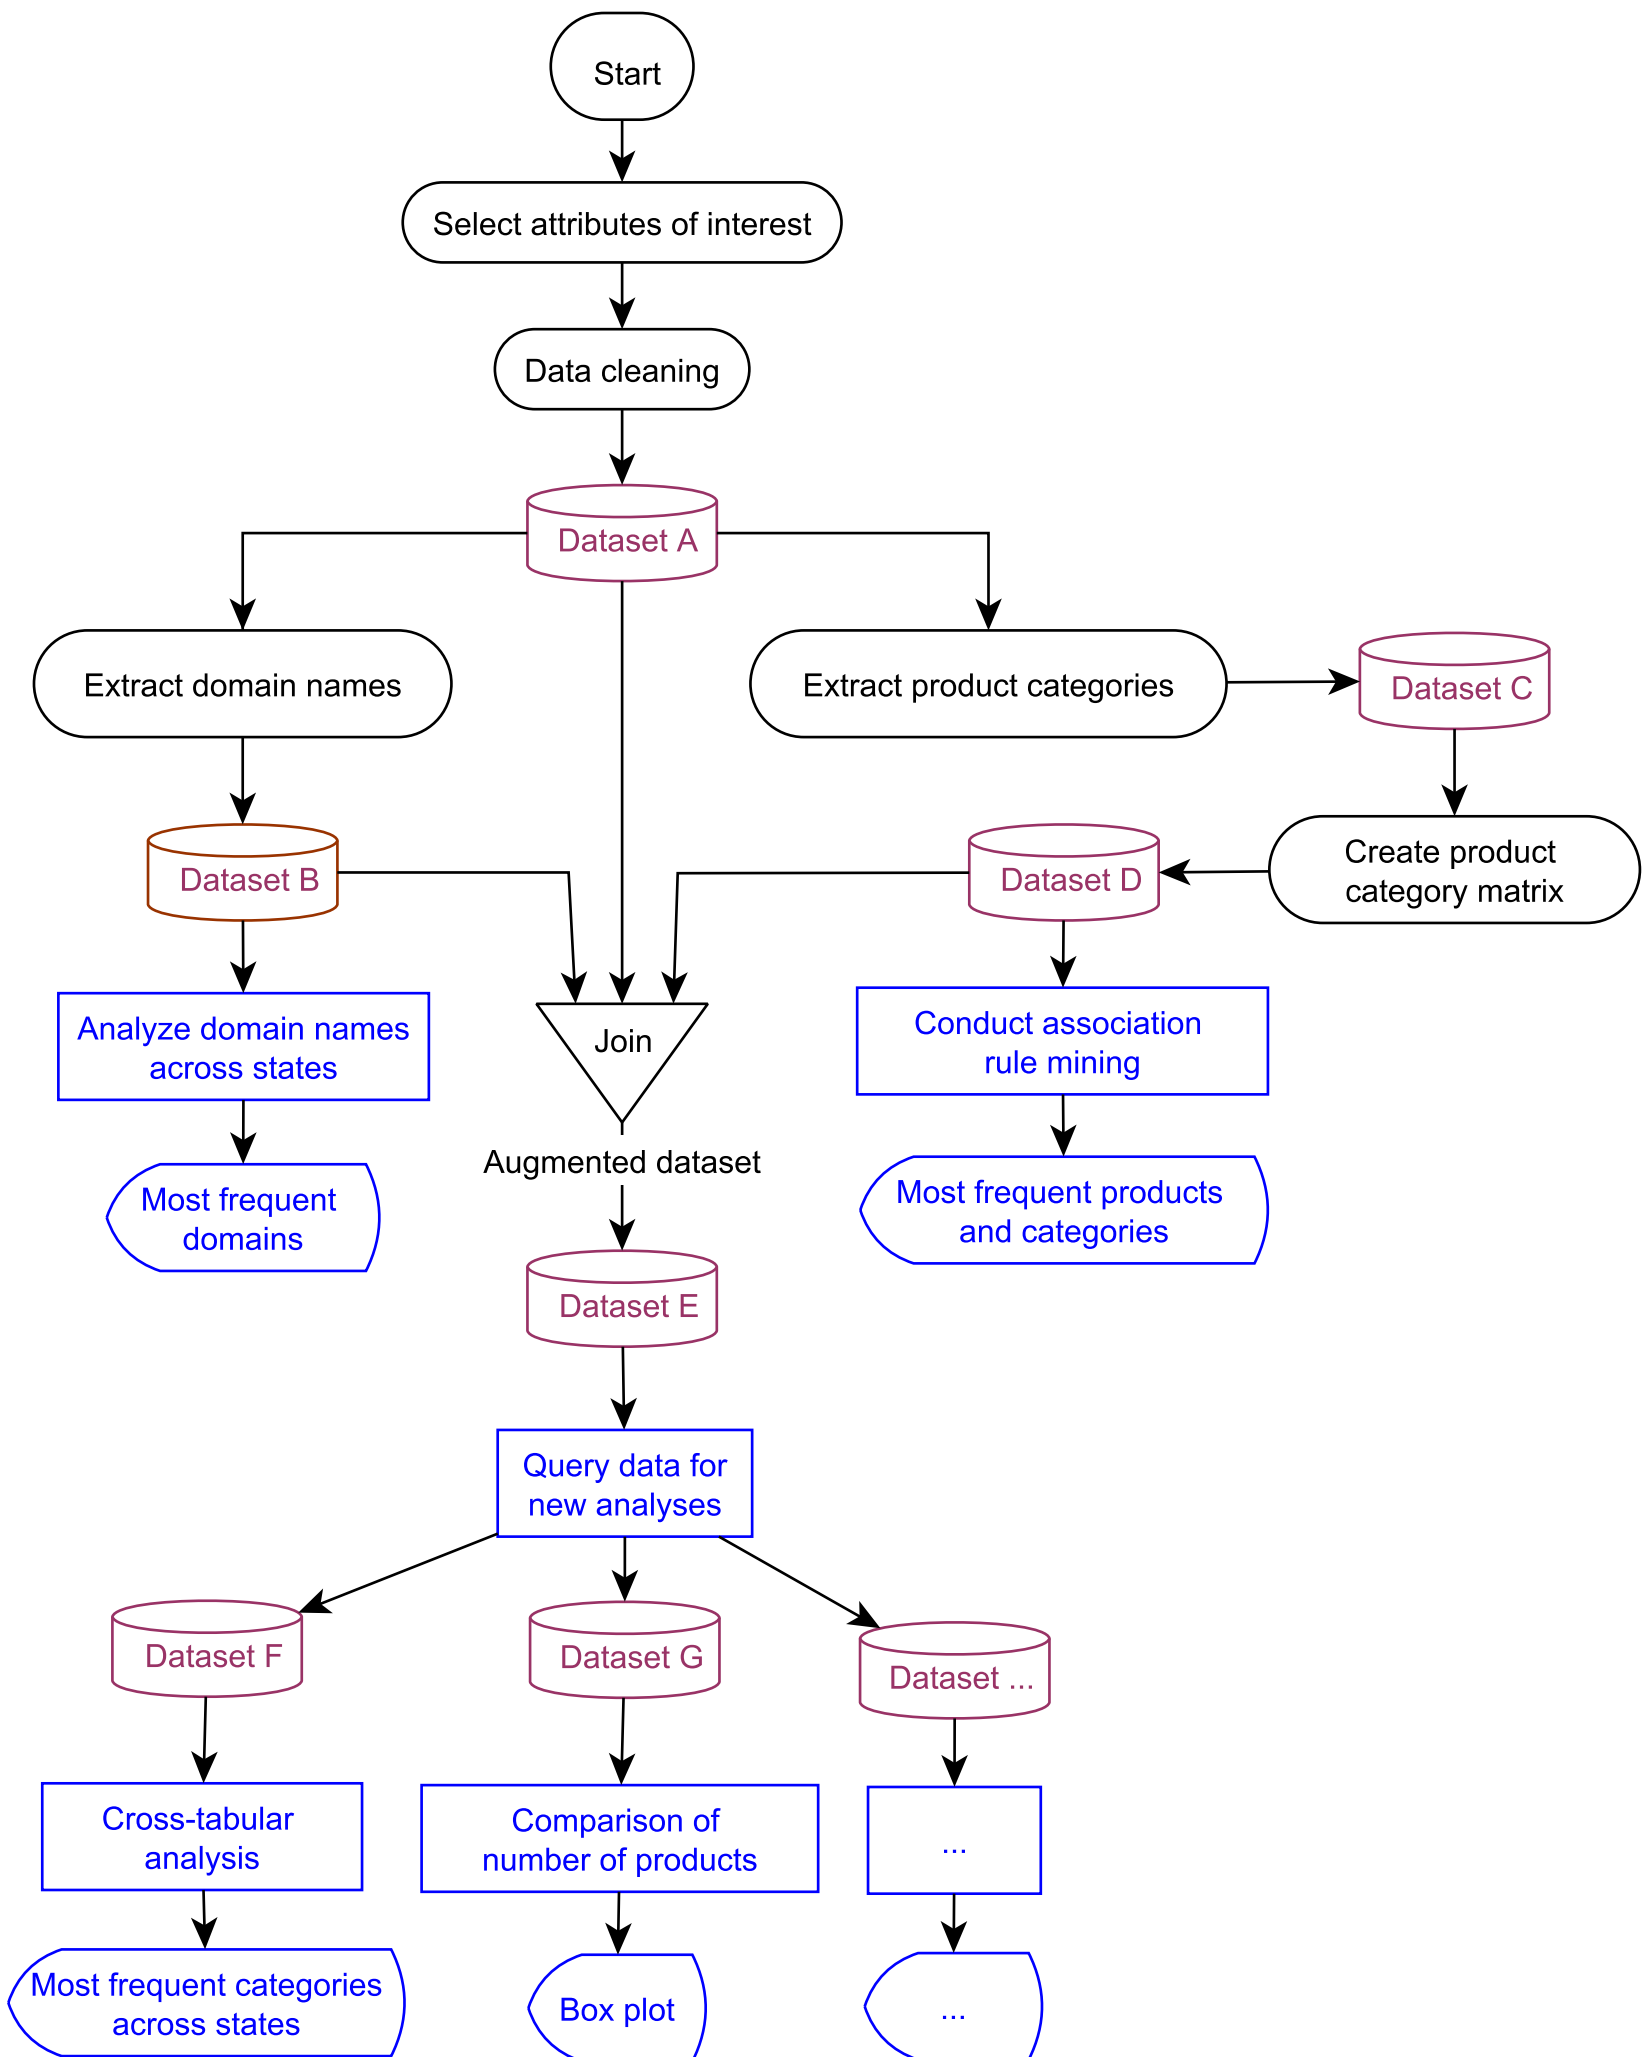 Start
Select attributes of interest
Data cleaning
Dataset A
Extract domain names
Extract product categories
Dataset C
Dataset B
Dataset D
Create product
category matrix
Analyze domain names
across states
Join
Conduct association
rule mining
Augmented dataset
Most frequent
domains
Most frequent products
and categories
Dataset E
Query data for
new analyses
Dataset F
Dataset G
Dataset ...
Cross-tabular
analysis
Comparison of
number of products
...
Most frequent categories
across states
Box plot
...